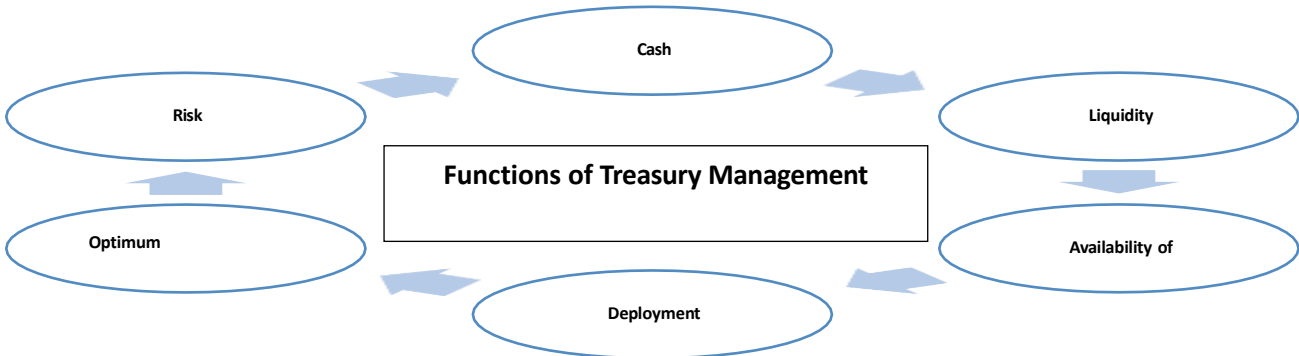 Cash
Risk
Liquidity
Functions of Treasury Management
Optimum
Availability of
Deployment